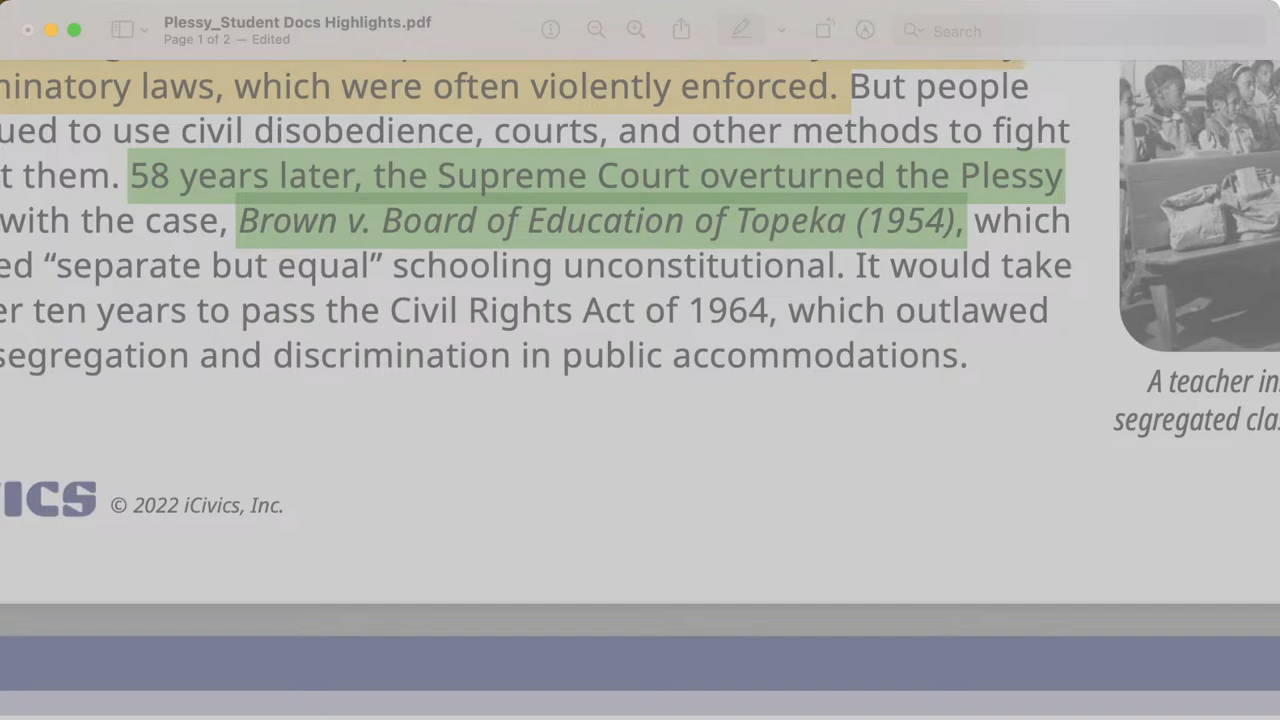 Plessy_Student Docs Highlights.pdf
Page 1 of 2 — Edited
Search
minatory laws, which were often violently enforced. But people
ued to use civil disobedience, courts, and other methods to fight
t them. 58 years later, the Supreme Court overturned the Plessy
with the case, Brown v. Board of Education of Topeka (1954), which
ed “separate but equal” schooling unconstitutional. It would take
er ten years to pass the Civil Rights Act of 1964, which outlawed
segregation and discrimination in public accommodations.
A teacher in
segregated clas
ICS © 2022 iCivics, Inc.